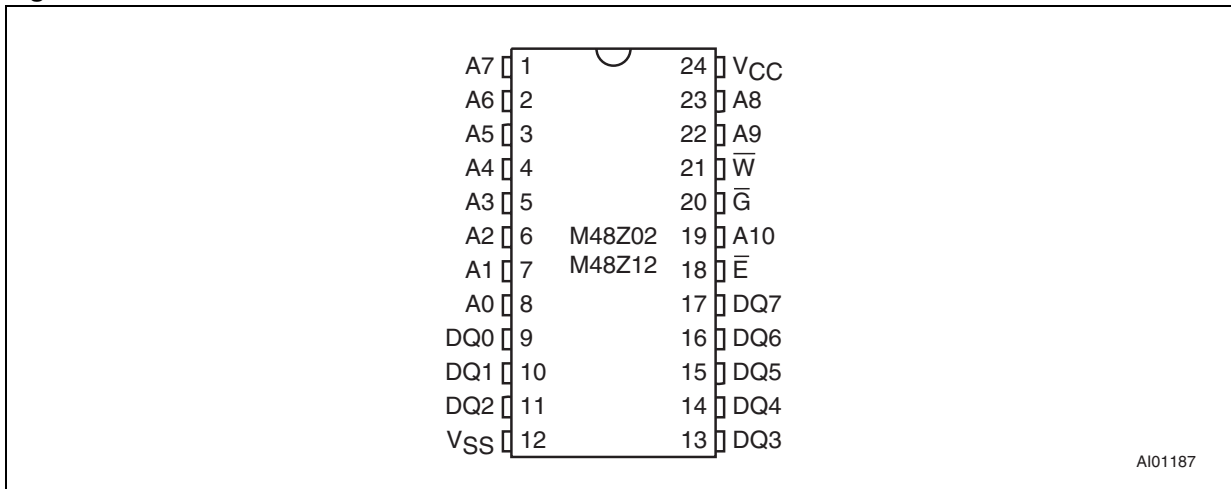 A7 1 24 VCC
A6 2 23 A8
A5 3 22 A9
A4 4 21 W̅
A3 5 20 G̅
A2 6 M48Z02 19 A10
A1 7 M48Z12 18 E̅
A0 8 17 DQ7
DQ0 9 16 DQ6
DQ1 10 15 DQ5
DQ2 11 14 DQ4
VSS 12 13 DQ3
AI01187